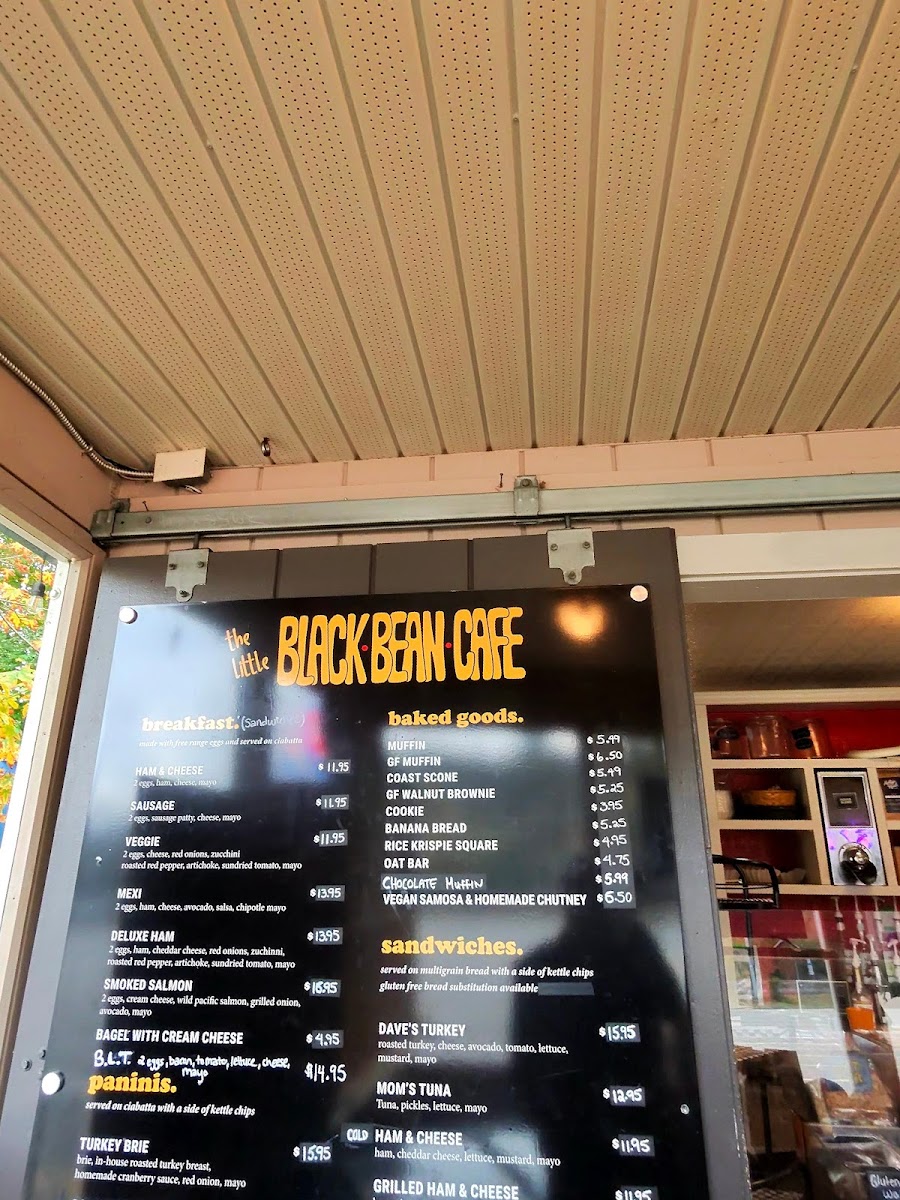 the
little
BLACK·BEAN·CAFE
breakfast.
made with free range eggs and served on ciabatta
HAM & CHEESE $11.95
2 eggs, ham, cheese, mayo
SAUSAGE $11.95
2 eggs, sausage patty, cheese, mayo
VEGGIE $11.95
2 eggs, cheese, red onions, zucchini
roasted red pepper, artichoke, sundried tomato, mayo
MEXI $13.95
2 eggs, ham, cheese, avocado, salsa, chipotle mayo
DELUXE HAM $13.95
2 eggs, ham, cheddar cheese, red onions, zuchinni,
roasted red pepper, artichoke, sundried tomato, mayo
SMOKED SALMON
2 eggs, cream cheese, wild pacific salmon, grilled onion,
avocado, mayo
BAGEL WITH CREAM CHEESE $4.95
B.L.T. 2 eggs, bacon, tomato, lettuce, cheese, $14.95
mayo
paninis.
served on ciabatta with a side of kettle chips
TURKEY BRIE $15.95
brie, in-house roasted turkey breast,
homemade cranberry sauce, red onion, mayo
baked goods.
MUFFIN $5.49
GF MUFFIN $6.50
COAST SCONE $5.49
GF WALNUT BROWNIE $5.25
COOKIE $3.95
BANANA BREAD $5.25
RICE KRISPIE SQUARE $4.95
OAT BAR $4.75
CHOCOLATE MUFFIN $5.99
VEGAN SAMOSA & HOMEMADE CHUTNEY $6.50
sandwiches.
served on multigrain bread with a side of kettle chips
gluten free bread substitution available
DAVE'S TURKEY $15.95
roasted turkey, cheese, avocado, tomato, lettuce,
mustard, mayo
MOM'S TUNA $12.95
Tuna, pickles, lettuce, mayo
COLD HAM & CHEESE $11.95
ham, cheddar cheese, lettuce, mustard, mayo
GRILLED HAM & CHEESE $11.95
Gluten